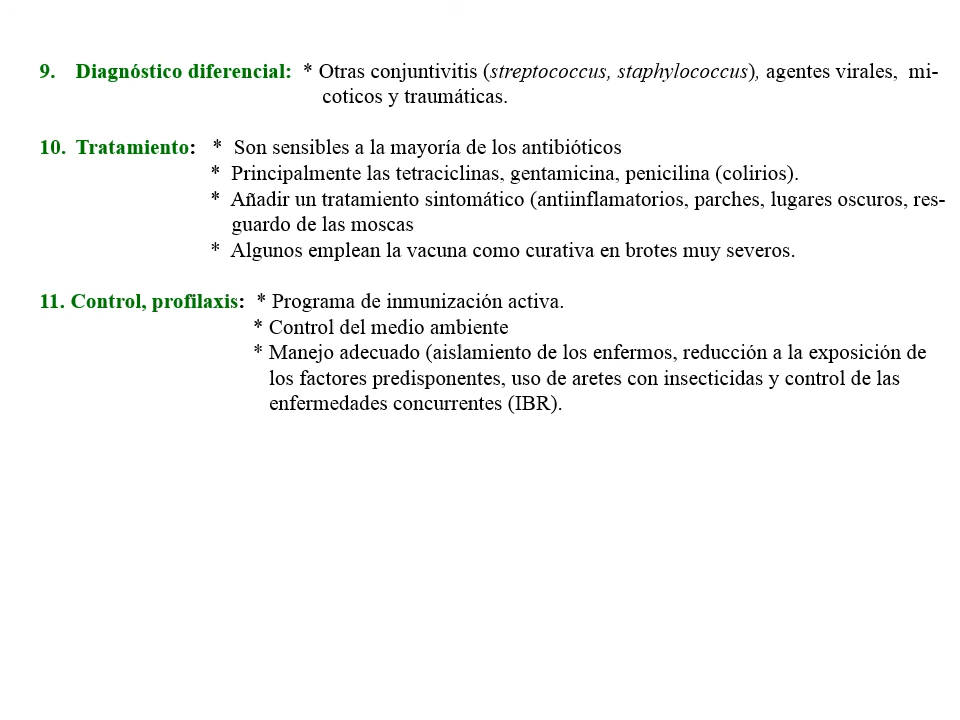 9. Diagnóstico diferencial: * Otras conjuntivitis (streptococcus, staphylococcus), agentes virales, mi-
coticos y traumáticas.
10. Tratamiento: * Son sensibles a la mayoría de los antibióticos
* Principalmente las tetraciclinas, gentamicina, penicilina (colirios).
* Añadir un tratamiento sintomático (antiinflamatorios, parches, lugares oscuros, res-
guardo de las moscas
* Algunos emplean la vacuna como curativa en brotes muy severos.
11. Control, profilaxis: * Programa de inmunización activa.
* Control del medio ambiente
* Manejo adecuado (aislamiento de los enfermos, reducción a la exposición de
los factores predisponentes, uso de aretes con insecticidas y control de las
enfermedades concurrentes (IBR).